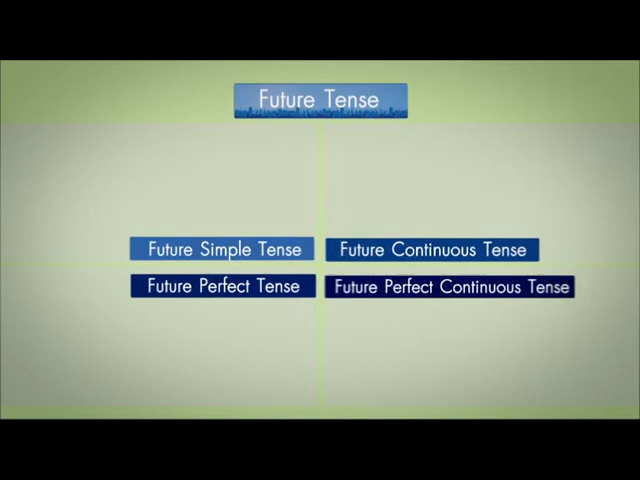 Future Tense
Future Simple Tense
Future Continuous Tense
Future Perfect Tense
Future Perfect Continuous Tense